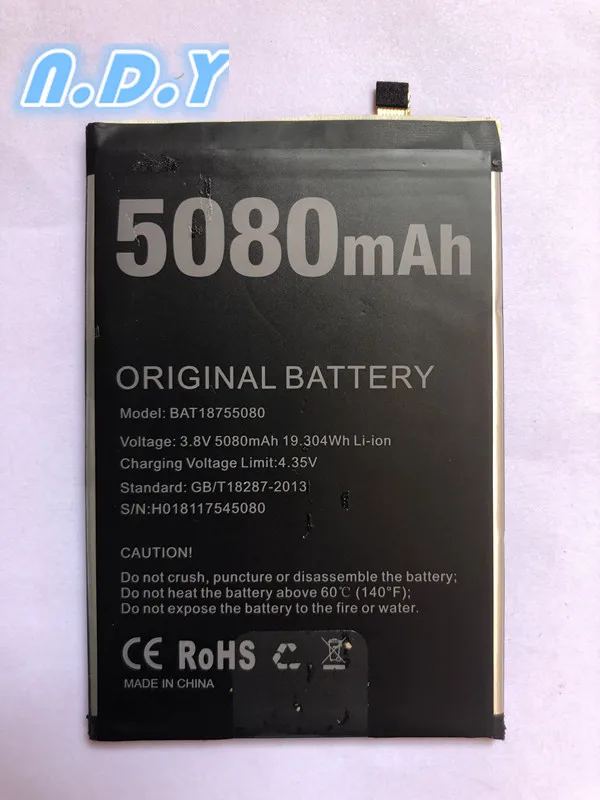 N.D.Y
5080mAh
ORIGINAL BATTERY
Model: BAT18755080
Voltage: 3.8V 5080mAh 19.304Wh Li-ion
Charging Voltage Limit:4.35V
Standard: GB/T18287-2013
S/N:H018117545080
CAUTION!
Do not crush, puncture or disassemble the battery;
Do not heat the battery above 60℃ (140°F);
Do not expose the battery to the fire or water.
CE RoHS
MADE IN CHINA